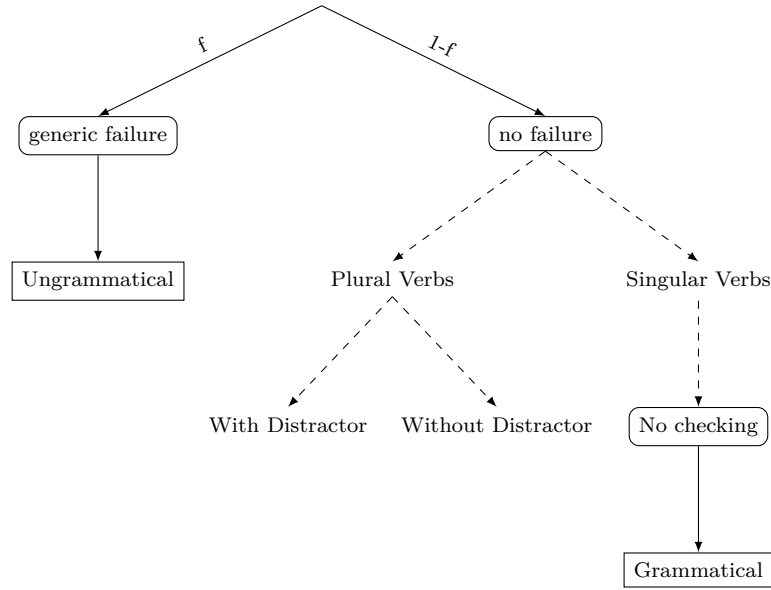 f
1-f
generic failure
no failure
Ungrammatical
Plural Verbs
Singular Verbs
With Distractor
Without Distractor
No checking
Grammatical